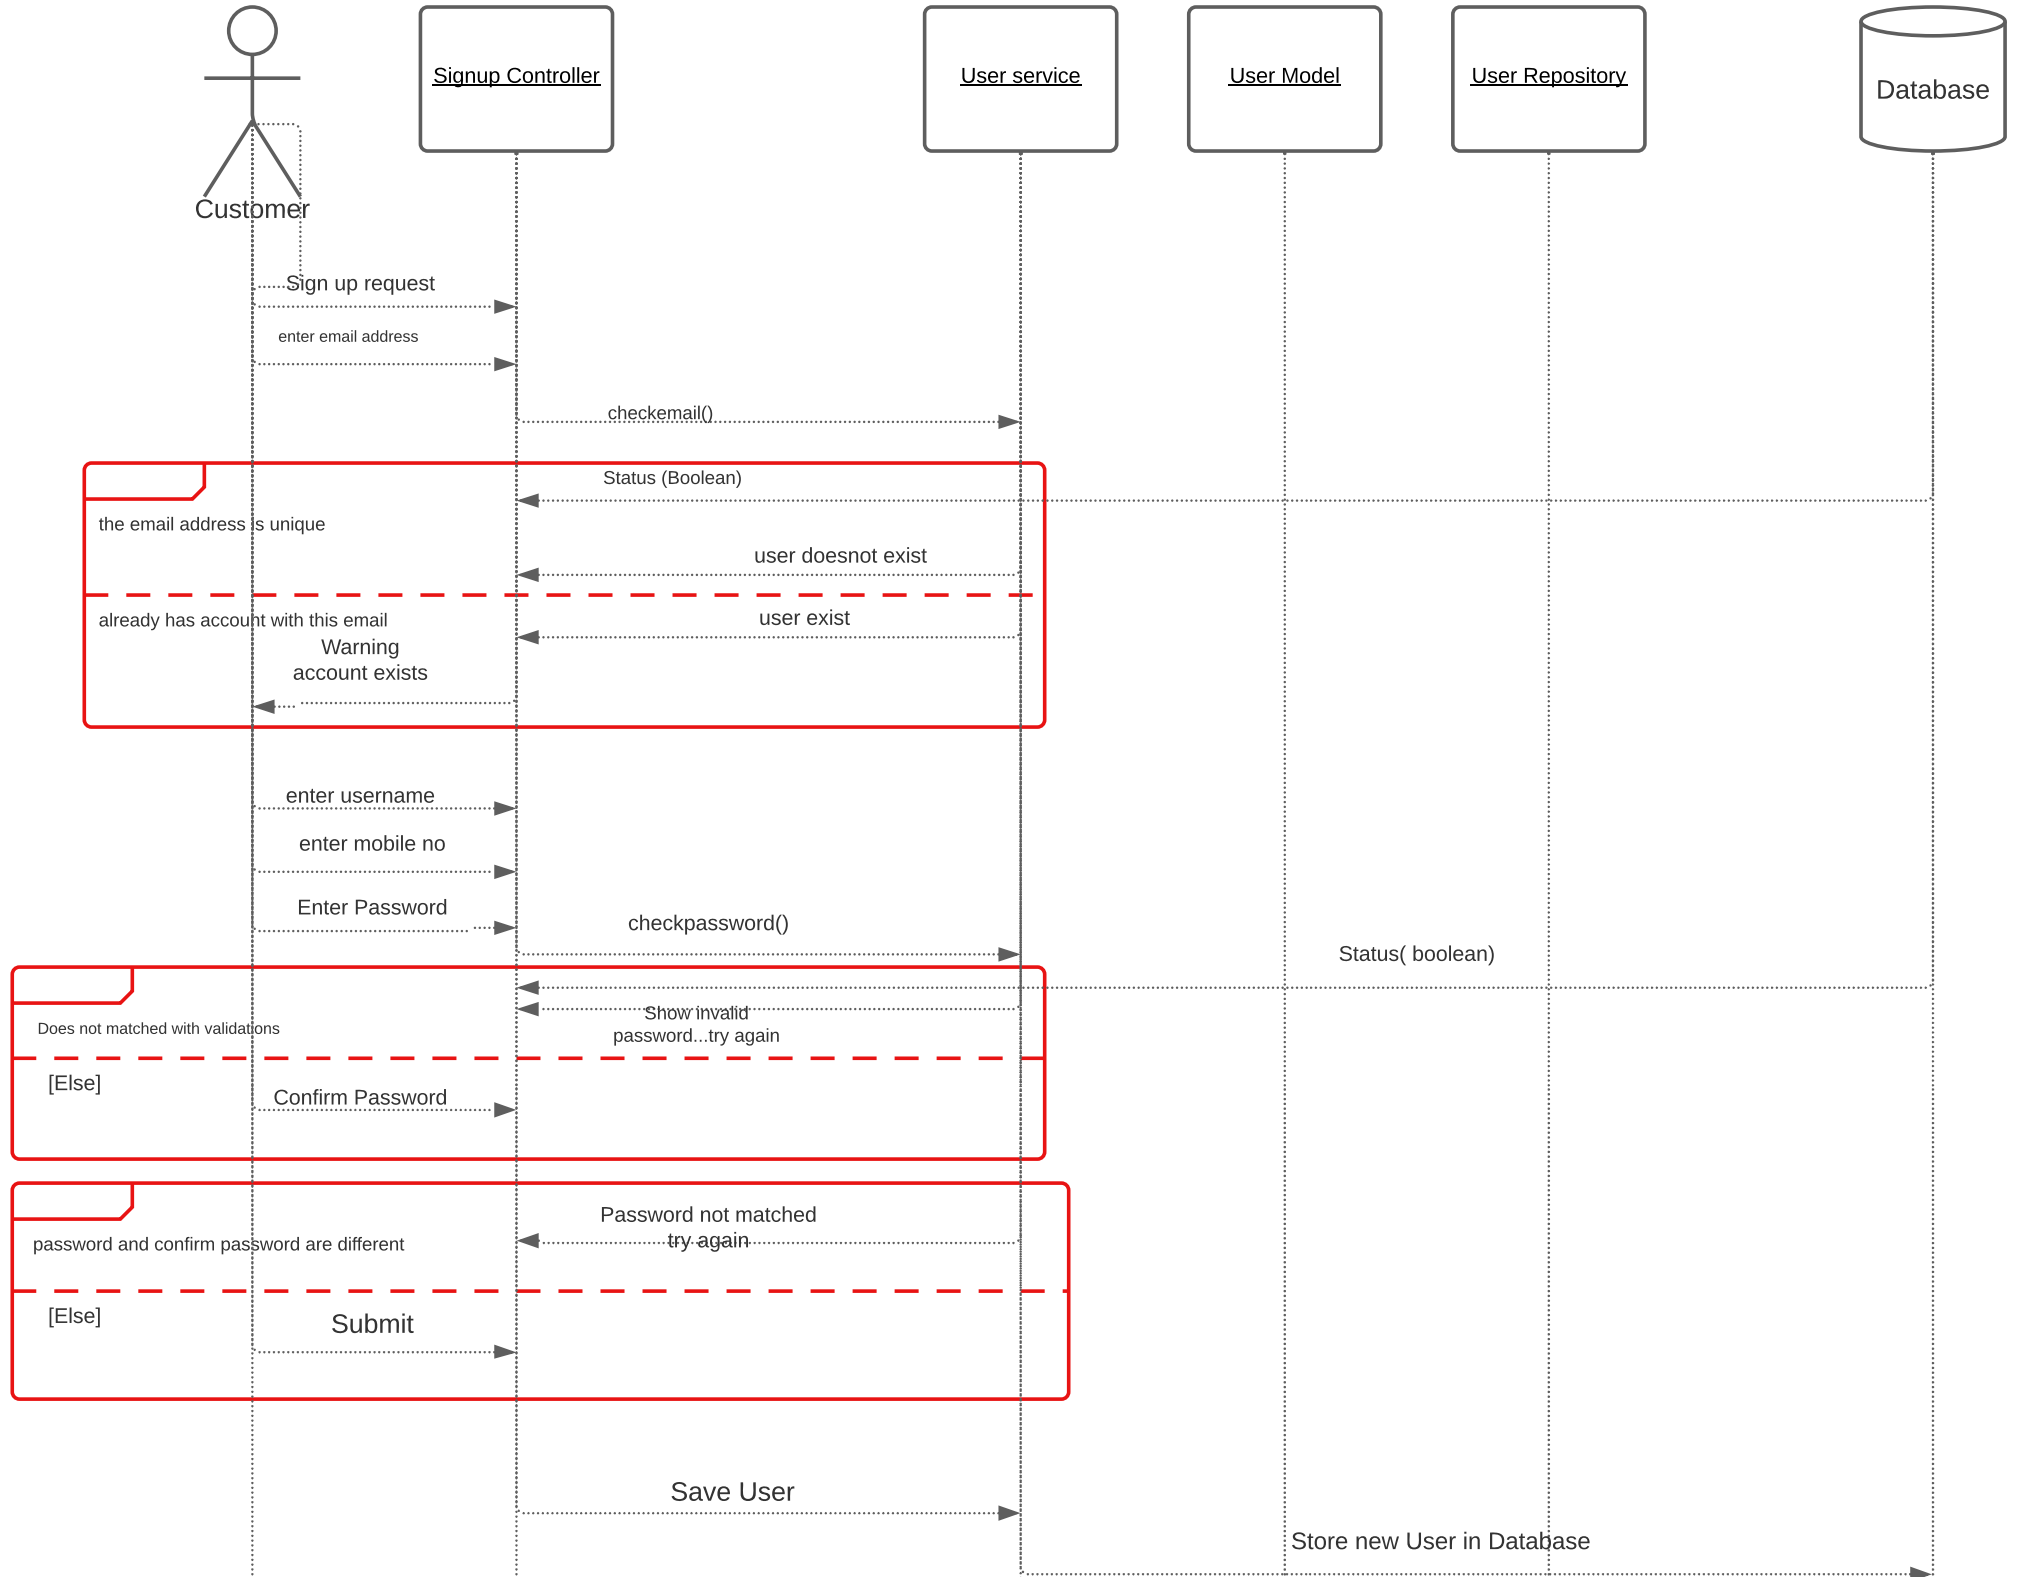 Signup Controller
User service
User Model
User Repository
Database
Customer
Sign up request
enter email address
checkemail()
Status (Boolean)
the email address is unique
user doesnot exist
already has account with this email
user exist
Warning
account exists
enter username
enter mobile no
Enter Password
checkpassword()
Status( boolean)
Does not matched with validations
Show invalid
password...try again
[Else]
Confirm Password
Password not matched
try again
password and confirm password are different
[Else]
Submit
Save User
Store new User in Database